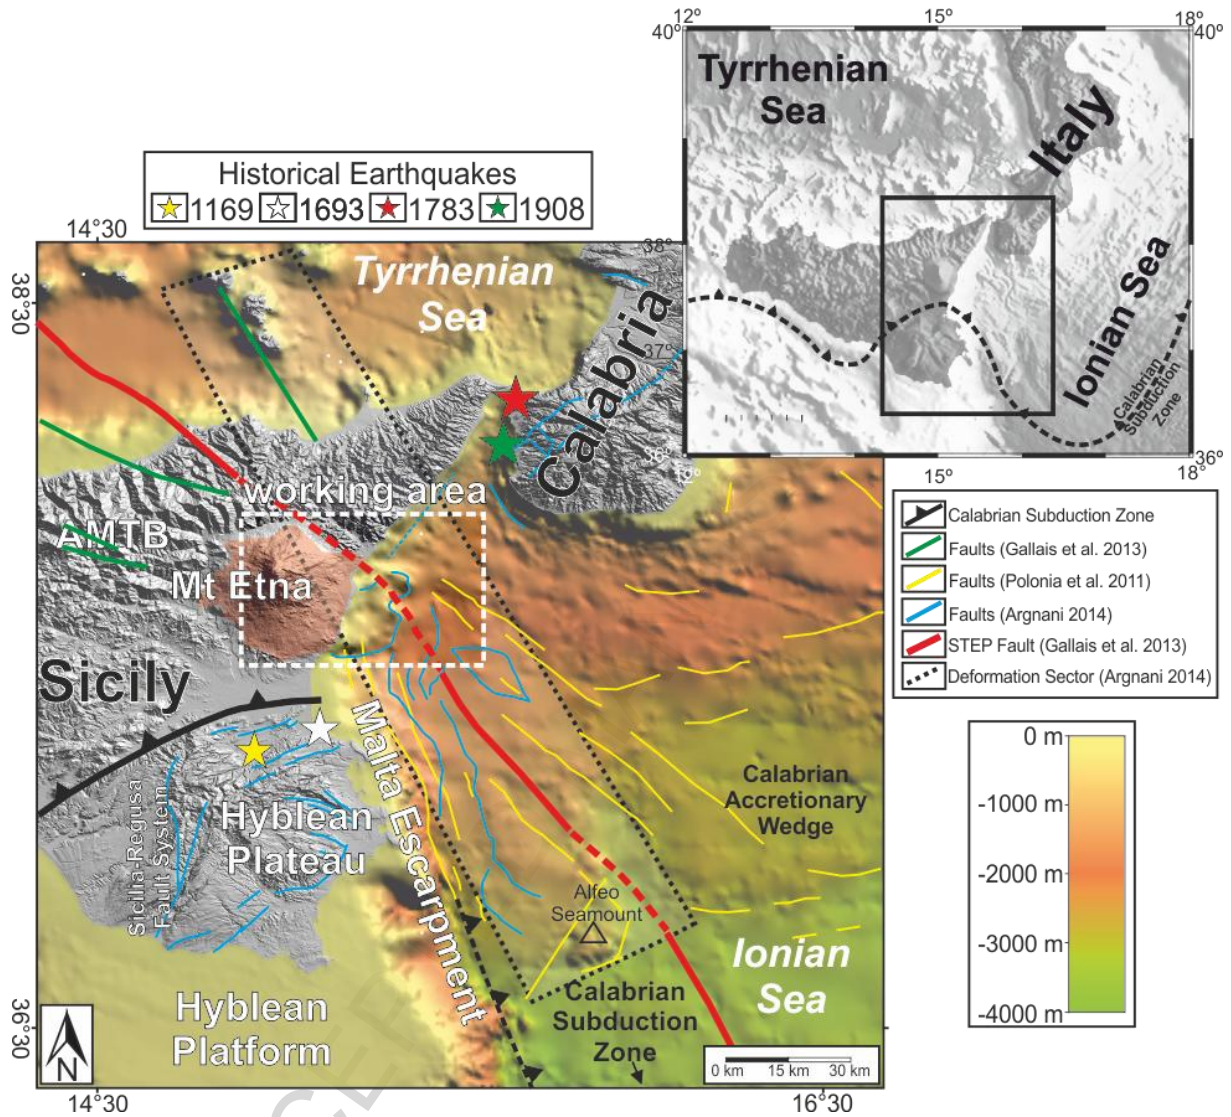 12°
15°
18°
40°
40°
Tyrrhenian
Sea
Italy
Ionian Sea
Calabrian
Subduction
Zone
38°
37°
36°
12°
15°
18°
36°
Historical Earthquakes
1169
1693
1783
1908
14°30
38°30
Tyrrhenian
Sea
Calabria
working area
AMTB
Mt Etna
Sicily
Malta Escarpment
Sicilia-Regusa
Fault System
Hyblean
Plateau
Calabrian
Accretionary
Wedge
Alfeo
Seamount
Ionian
Sea
Calabrian
Subduction
Zone
Hyblean
Platform
36°30
N
0 km
15 km
30 km
14°30
16°30
Calabrian Subduction Zone
Faults (Gallais et al. 2013)
Faults (Polonia et al. 2011)
Faults (Argnani 2014)
STEP Fault (Gallais et al. 2013)
Deformation Sector (Argnani 2014)
0 m
-1000 m
-2000 m
-3000 m
-4000 m